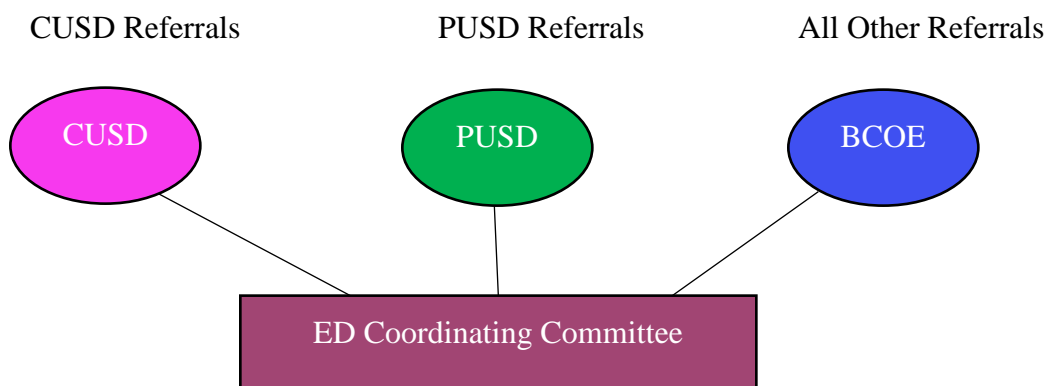 CUSD Referrals
PUSD Referrals
All Other Referrals
CUSD
PUSD
BCOE
ED Coordinating Committee